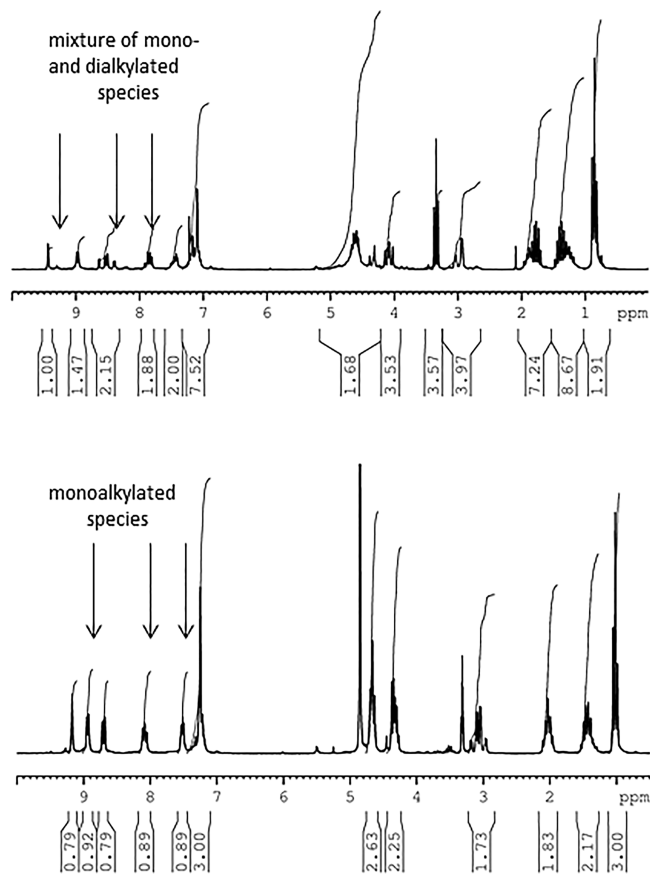 mixture of mono-
and dialkylated
species
9 8 7 6 5 4 3 2 1 ppm
1.00 1.47 2.15 1.88 2.00 7.52 1.68 3.53 3.57 3.97 7.24 8.67 1.91
monoalkylated
species
9 8 7 6 5 4 3 2 ppm
0.79 0.92 0.79 0.89 0.89 3.00 2.63 2.25 1.73 1.83 2.17 3.00